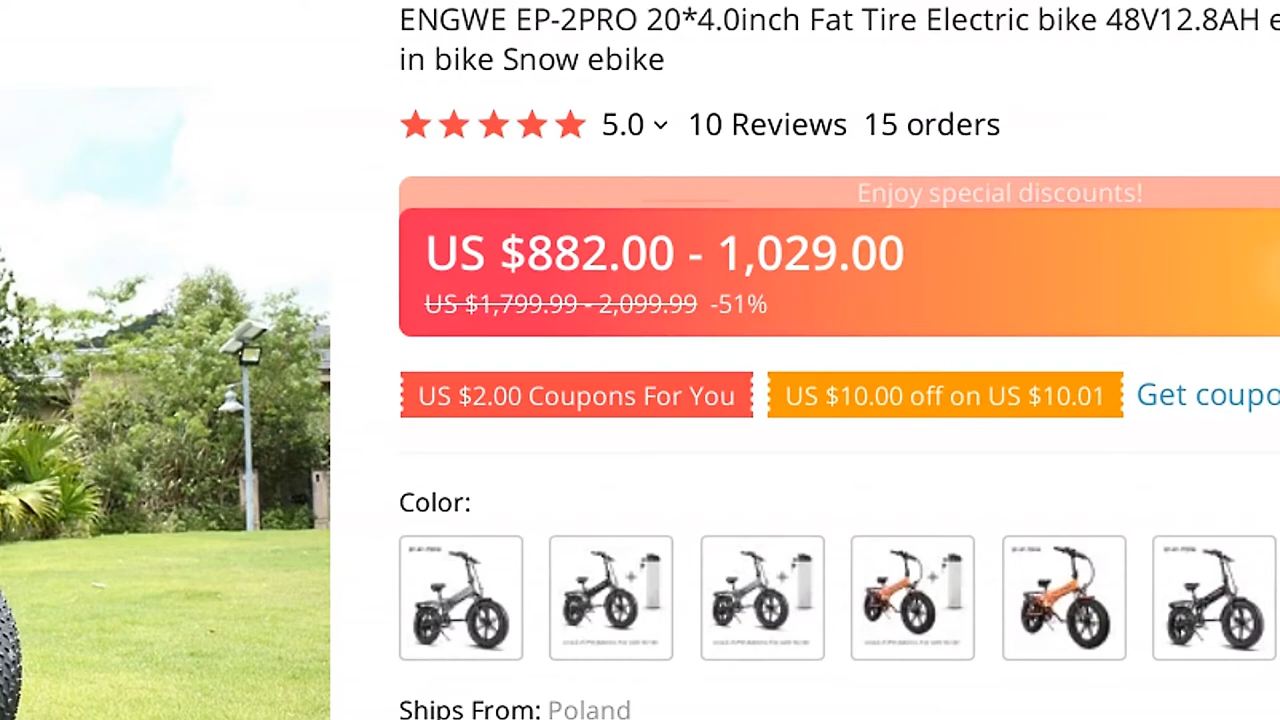 ENGWE EP-2PRO 20*4.0inch Fat Tire Electric bike 48V12.8AH
in bike Snow ebike
5.0 10 Reviews 15 orders
Enjoy special discounts!
US $882.00 - 1,029.00
US $1,799.99 - 2,099.99 -51%
US $2.00 Coupons For You US $10.00 off on US $10.01 Get coupo
Color:
+ + +
Ships From: Poland